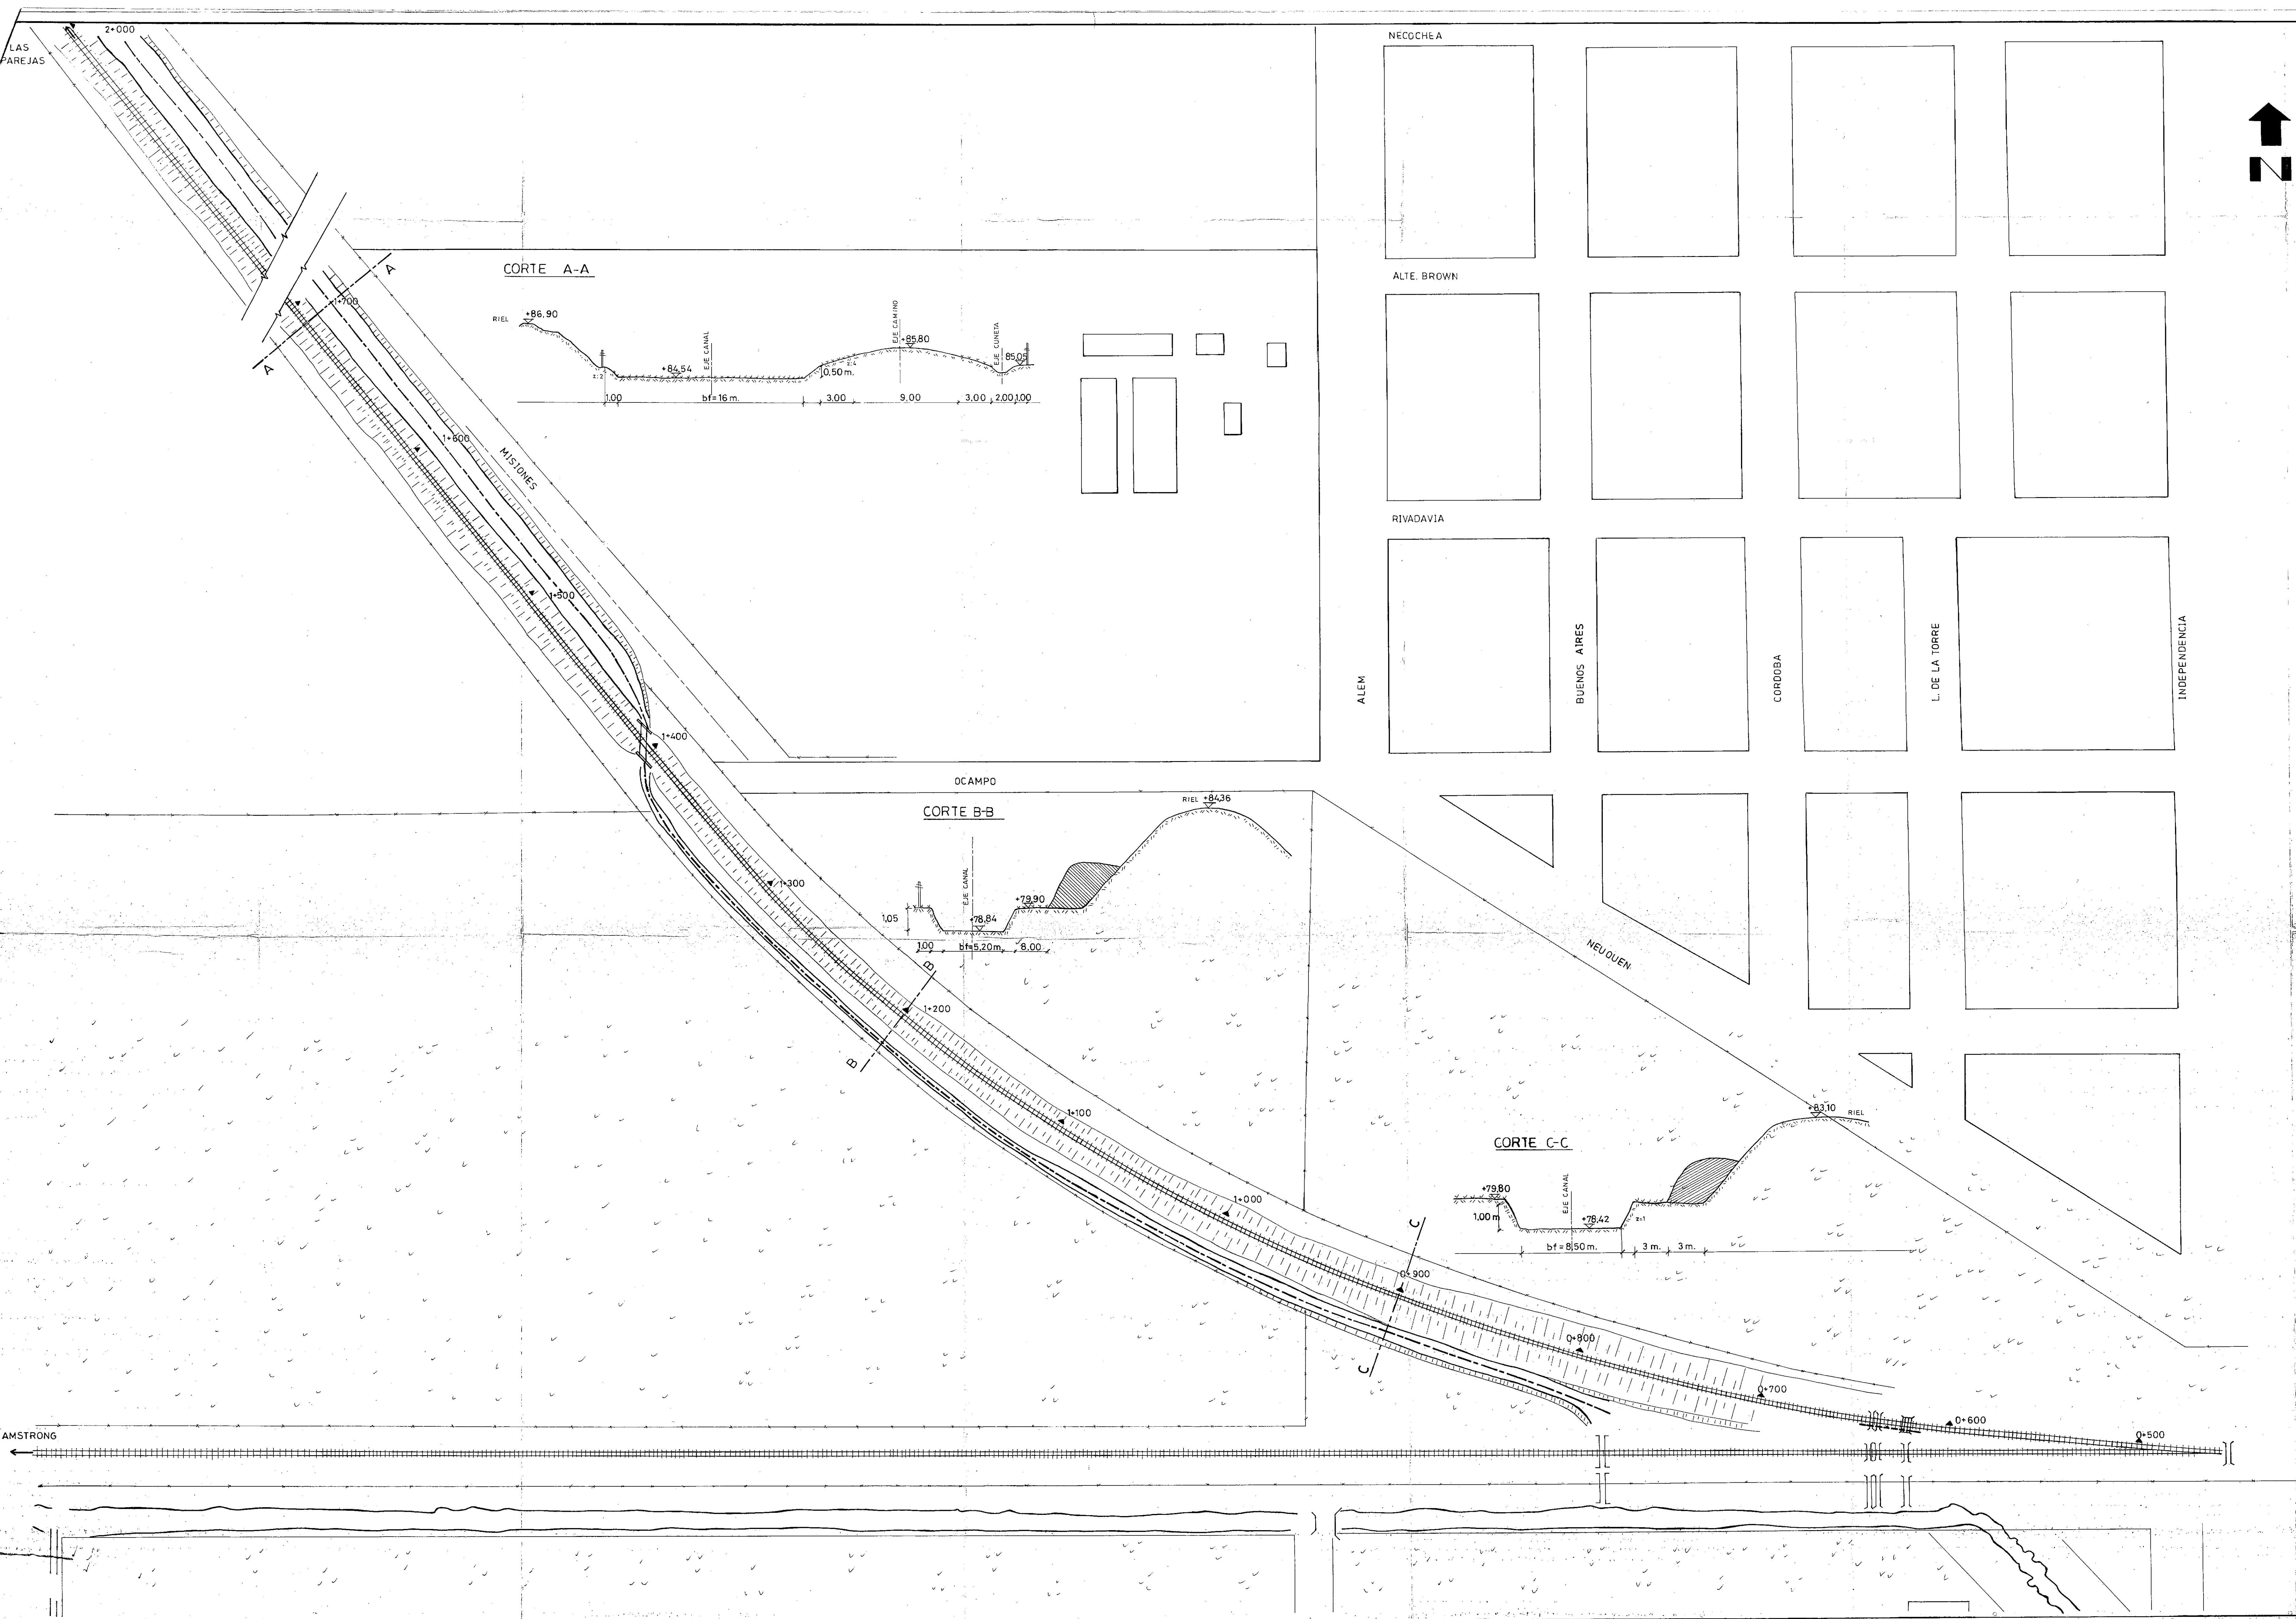 2+000
LAS
PAREJAS
NECOCHEA
N
CORTE A-A
A
A
1+700
RIEL
+86,90
z:2
+84,54
EJE CANAL
z:4
0,50 m.
EJE CAMINO
+85,80
EJE CUNETA
85,05
1,00
bf=16 m.
3,00
9,00
3,00
2,00
1,00
ALTE. BROWN
1+600
MISIONES
RIVADAVIA
1+500
ALEM
BUENOS AIRES
CORDOBA
L. DE LA TORRE
INDEPENDENCIA
1+400
OCAMPO
CORTE B-B
RIEL +84,36
EJE CANAL
1+300
1,05
+78,84
+79,90
1,00
bf=5,20 m.
8,00
NEUQUEN
B
B
1+200
1+100
CORTE C-C
+83,10
RIEL
+79,80
EJE CANAL
1,00 m
+78,42
z=1
bf = 8,50 m.
3 m.
3 m.
1+000
C
C
0+900
0+800
0+700
0+600
0+500
AMSTRONG